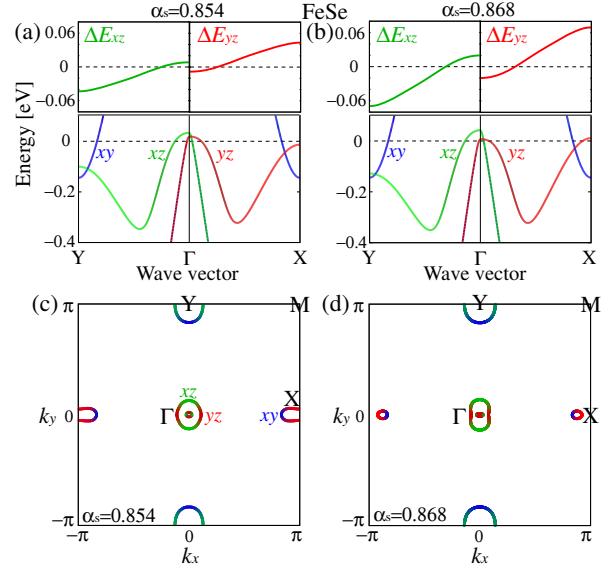 αs=0.854 FeSe αs=0.868
(a) ΔExz ΔEyz (b) ΔExz ΔEyz
0.06 0.06
0 0
−0.06 −0.06
Energy [eV]
0 xy xz yz 0 xy xz yz
−0.2 −0.2
−0.4 −0.4
Y Γ X Y Γ X
Wave vector Wave vector
(c) (d)
π Y M π Y M
xz
ky 0 Γ yz xy X ky 0 Γ X
−π αs=0.854 −π αs=0.868
−π 0 π −π 0 π
kx kx